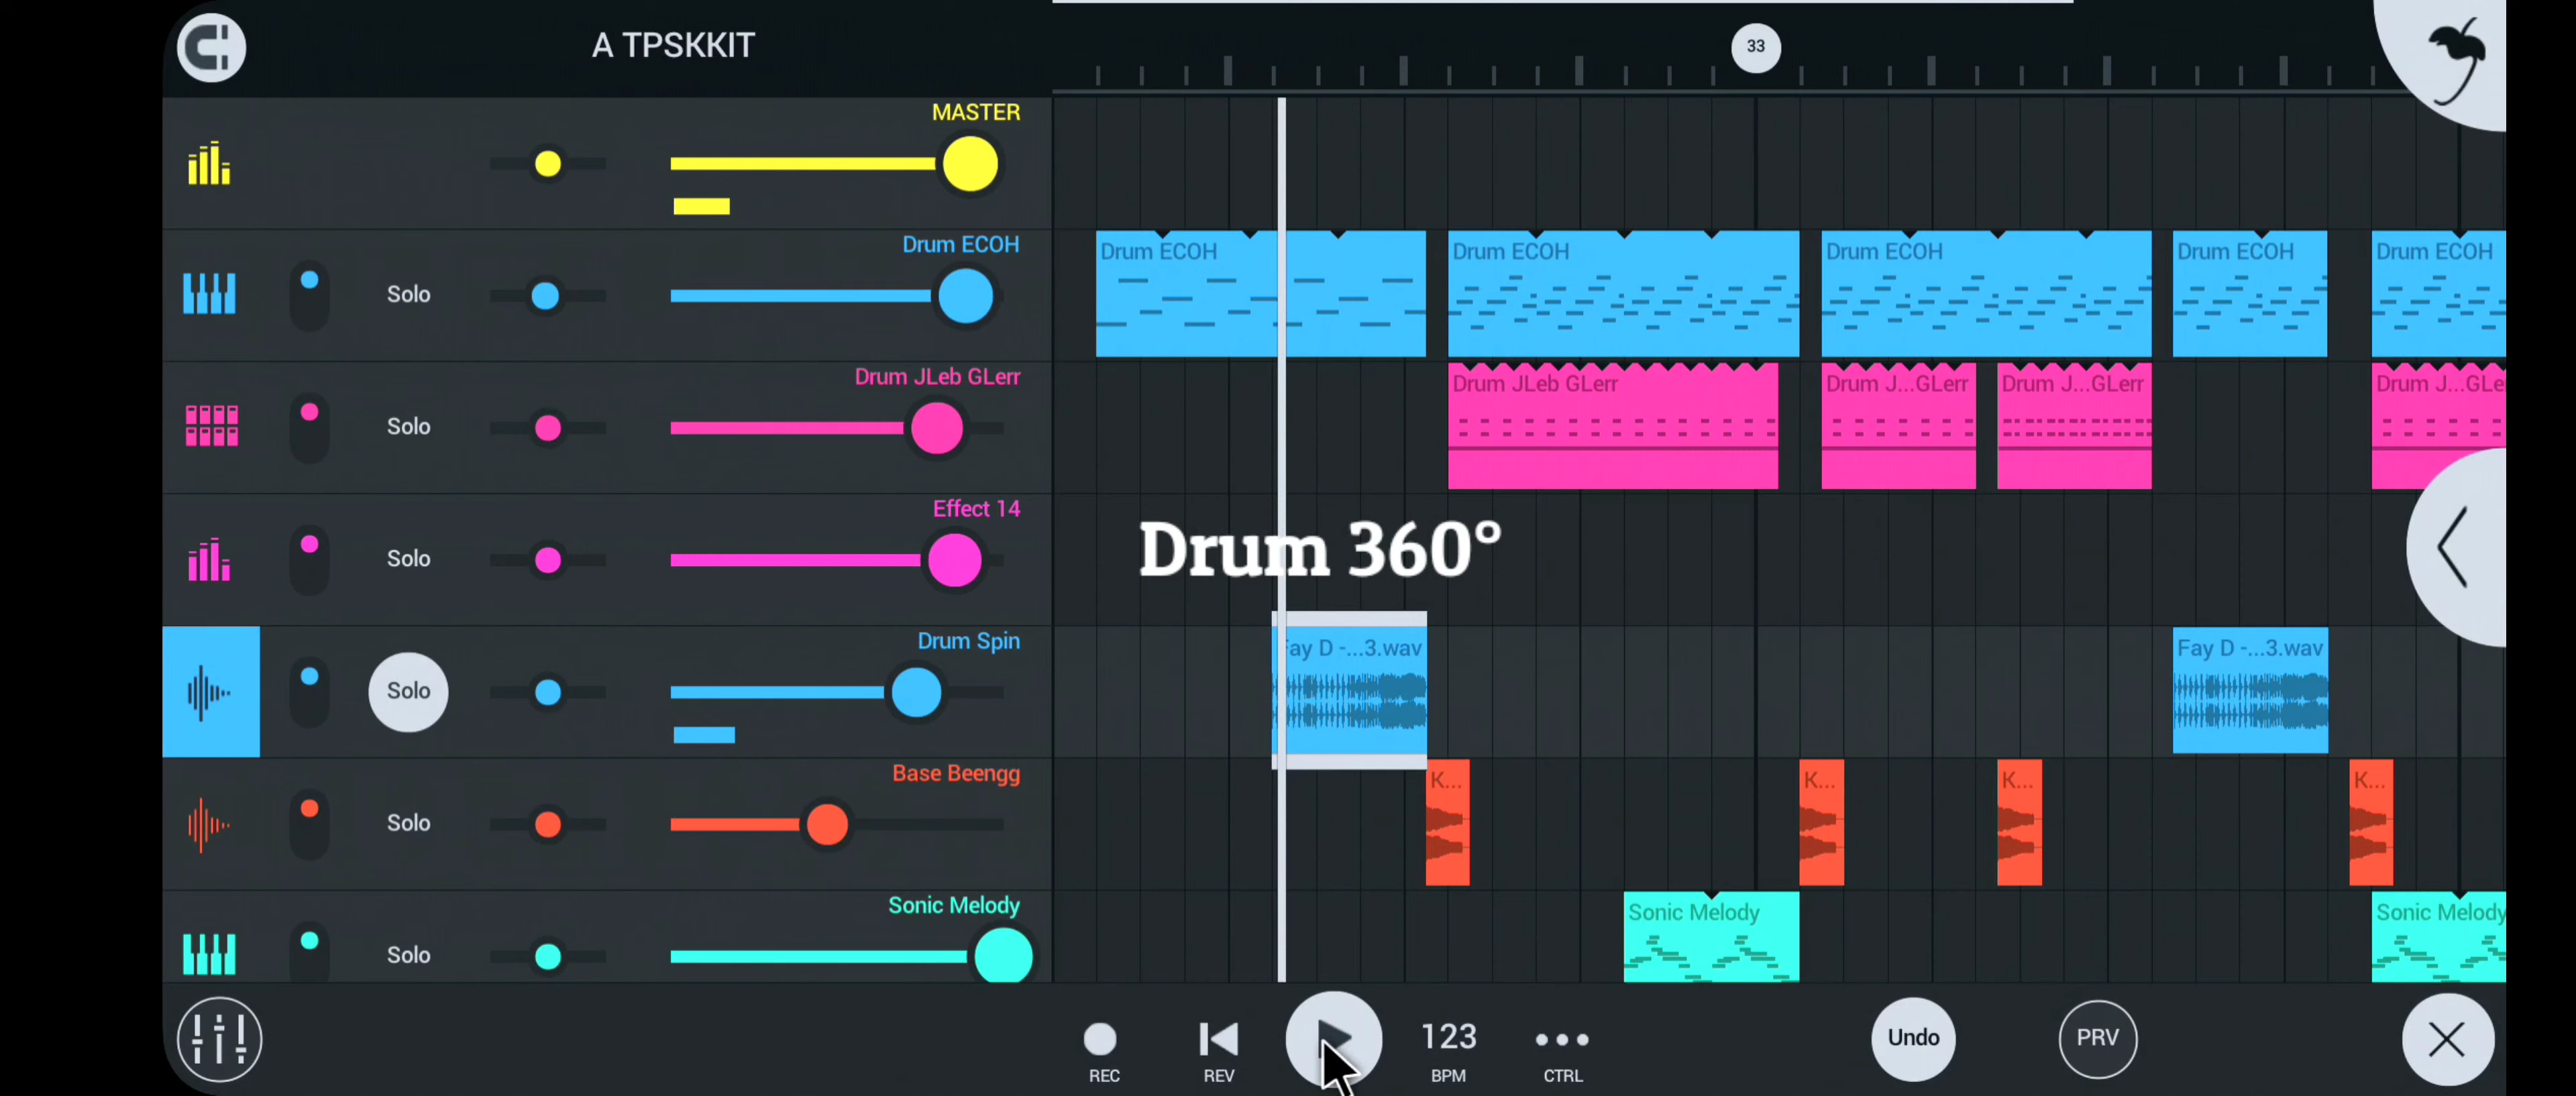 A TPSKKIT
33
MASTER
Drum ECOH
Solo
Drum ECOH
Drum ECOH
Drum ECOH
Drum ECOH
Drum ECOH
Drum JLeb GLerr
Solo
Drum JLeb GLerr
Drum J...GLerr
Drum J...GLerr
Drum J...GLe
Effect 14
Solo
Drum 360°
Drum Spin
Solo
Fay D -...3.wav
Fay D -...3.wav
Base Beengg
Solo
K...
K...
K...
K...
Sonic Melody
Solo
Sonic Melody
Sonic Melody
REC
REV
123
BPM
CTRL
Undo
PRV